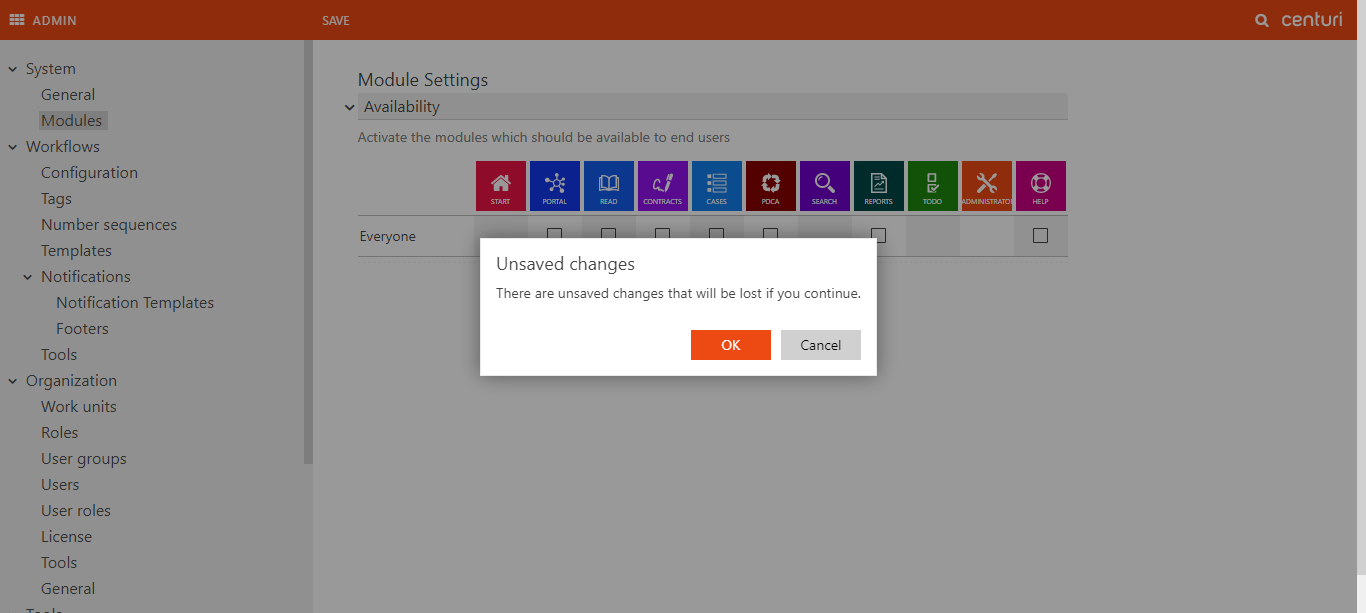 ADMIN
SAVE
centuri
System
General
Modules
Workflows
Configuration
Tags
Number sequences
Templates
Notifications
Notification Templates
Footers
Tools
Organization
Work units
Roles
User groups
Users
User roles
License
Tools
General
Tools
Module Settings
Availability
Activate the modules which should be available to end users
START PORTAL READ CONTRACTS CASES PDCA SEARCH REPORTS TODO ADMINISTRATOR HELP
Everyone
Unsaved changes
There are unsaved changes that will be lost if you continue.
OK Cancel